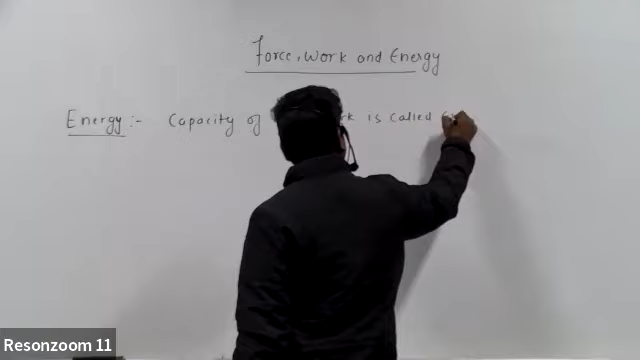 Force, Work and Energy
Energy :- Capacity of is called
Resonzoom 11